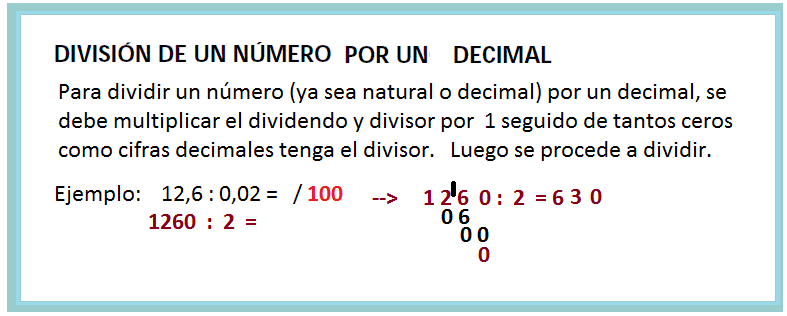 DIVISIÓN DE UN NÚMERO POR UN DECIMAL
Para dividir un número (ya sea natural o decimal) por un decimal, se
debe multiplicar el dividendo y divisor por 1 seguido de tantos ceros
como cifras decimales tenga el divisor. Luego se procede a dividir.
Ejemplo: 12,6 : 0,02 = / 100 --> 1 2 6 0 : 2 = 6 3 0
1260 : 2 = 0 6
0 0
0